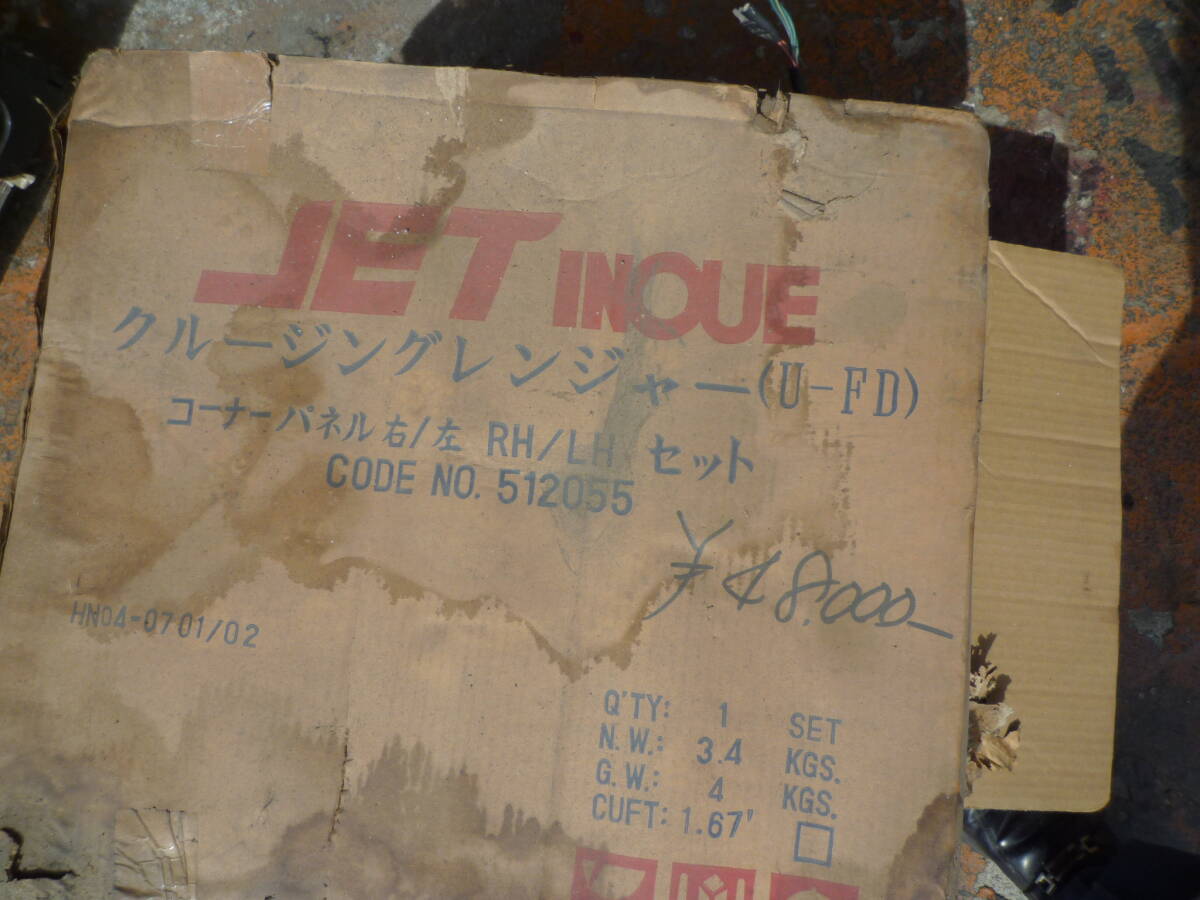 JET INOUE
クルージングレンジャー(U-FD)
コーナーパネル右/左 RH/LH セット
CODE NO. 512055
¥48.000-
HN04-0701/02
Q'TY: 1 SET
N.W.: 3.4 KGS.
G.W.: 4 KGS.
CUFT: 1.67'